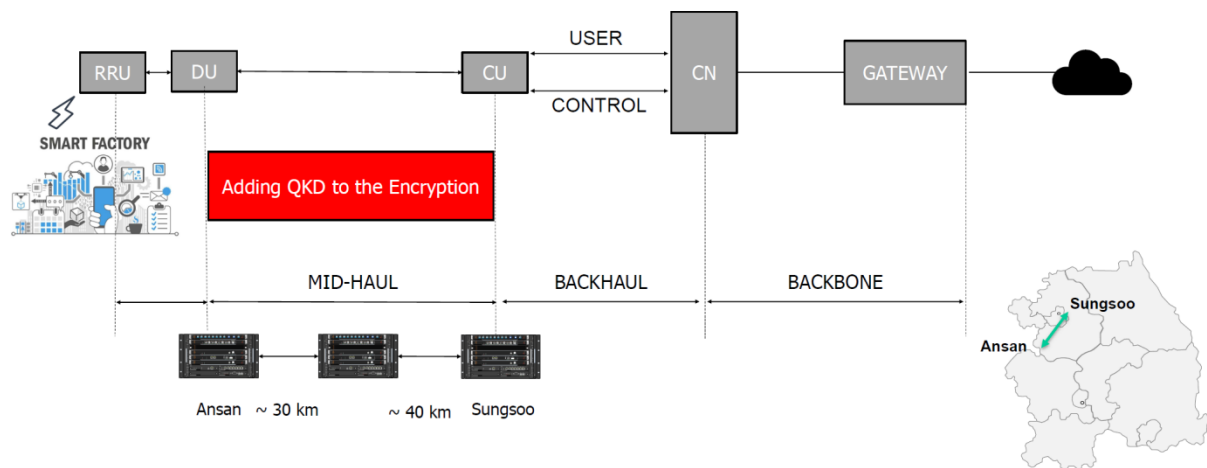 USER
RRU
DU
CU
CN
GATEWAY
CONTROL
SMART FACTORY
Adding QKD to the Encryption
MID-HAUL
BACKHAUL
BACKBONE
Sungsoo
Ansan
Ansan ~ 30 km ~ 40 km Sungsoo